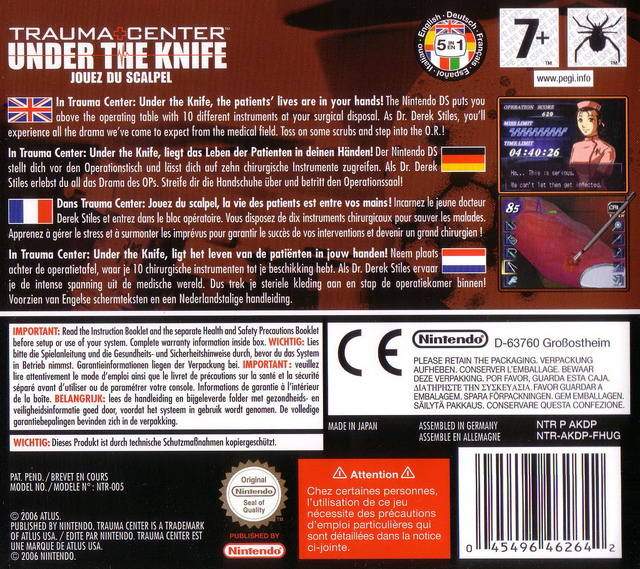 TRAUMA CENTER™
UNDER THE KNIFE
JOUEZ DU SCALPEL
English · Deutsch · Français · Español · Italiano
5 IN EN 1
7+
™
™
www.pegi.info
In Trauma Center: Under the Knife, the patients' lives are in your hands! The Nintendo DS puts you
above the operating table with 10 different instruments at your surgical disposal. As Dr. Derek Stiles, you'll
experience all the drama we've come to expect from the medical field. Toss on some scrubs and step into the O.R.!
In Trauma Center: Under the Knife, liegt das Leben der Patienten in deinen Händen! Der Nintendo DS
stellt dich vor den Operationstisch und lässt dich auf zehn chirurgische Instrumente zugreifen. Als Dr. Derek
Stiles erlebst du all das Drama des OPs. Streife dir die Handschuhe über und betritt den Operationssaal!
Dans Trauma Center: Jouez du scalpel, la vie des patients est entre vos mains! Incarnez le jeune docteur
Derek Stiles et entrez dans le bloc opératoire. Vous disposez de dix instruments chirurgicaux pour sauver les malades.
Apprenez à gérer le stress et à surmonter les imprévus pour garantir le succès de vos interventions et devenir un grand chirurgien !
In Trauma Center: Under the Knife, ligt het leven van de patiënten in jouw handen! Neem plaats
achter de operatietafel, waar je 10 chirurgische instrumenten tot je beschikking hebt. Als Dr. Derek Stiles ervaar
je de intense spanning uit de medische wereld. Dus trek je steriele kleding aan en stap de operatiekamer binnen!
Voorzien van Engelse schermteksten en een Nederlandstalige handleiding.
OPERATION SCORE
620
MISS LIMIT
TIME LIMIT
04:40:26
Hm... This is serious.
We can't let them get infected.
85
IMPORTANT: Read the Instruction Booklet and the separate Health and Safety Precautions Booklet
before setup or use of your system. Complete warranty information inside box. WICHTIG: Lies
bitte die Spielanleitung und die Gesundheits- und Sicherheitshinweise durch, bevor du das System
in Betrieb nimmst. Garantieinformationen liegen der Verpackung bei. IMPORTANT : veuillez
lire attentivement le mode d'emploi ainsi que le livret de précautions sur la santé et la sécurité
séparé avant d'utiliser ou de paramétrer votre console. Informations de garantie à l'intérieur
de la boîte. BELANGRIJK: lees de handleiding en bijgeleverde folder met gezondheids- en
veiligheidsinformatie goed door, voordat het systeem in gebruik wordt genomen. De volledige
garantiebepalingen bevinden zich in de verpakking.
WICHTIG: Dieses Produkt ist durch technische Schutzmaßnahmen kopiergeschützt.
CE
Nintendo®
D-63760 Großostheim
PLEASE RETAIN THE PACKAGING. VERPACKUNG
AUFHEBEN. CONSERVER L'EMBALLAGE. BEWAAR
DEZE VERPAKKING. POR FAVOR, GUARDA ESTA CAJA.
ΔΙΑΤΗΡΗΣΤΕ ΤΗΝ ΣΥΣΚΕΥΑΣΙΑ. FAVOR GUARDAR A
EMBALAGEM. SPARA FÖRPACKNINGEN. GEM EMBALLAGEN.
SÄILYTÄ PAKKAUS. CONSERVARE QUESTA CONFEZIONE.
MADE IN JAPAN
ASSEMBLED IN GERMANY
ASSEMBLÉ EN ALLEMAGNE
NTR P AKDP
NTR-AKDP-FHUG
PAT. PEND. / BREVET EN COURS
MODEL NO. / MODÈLE N° : NTR-005
© 2006 ATLUS.
PUBLISHED BY NINTENDO. TRAUMA CENTER IS A TRADEMARK
OF ATLUS USA. / EDITE PAR NINTENDO. TRAUMA CENTER EST
UNE MARQUE DE ATLUS USA.
© 2006 NINTENDO.
Original
Nintendo®
Seal of
Quality
PUBLISHED BY
Nintendo
Attention
Chez certaines personnes,
l'utilisation de ce jeu
nécessite des précautions
d'emploi particulières qui
sont détaillées dans la notice
ci-jointe.
0 45496 46264 2